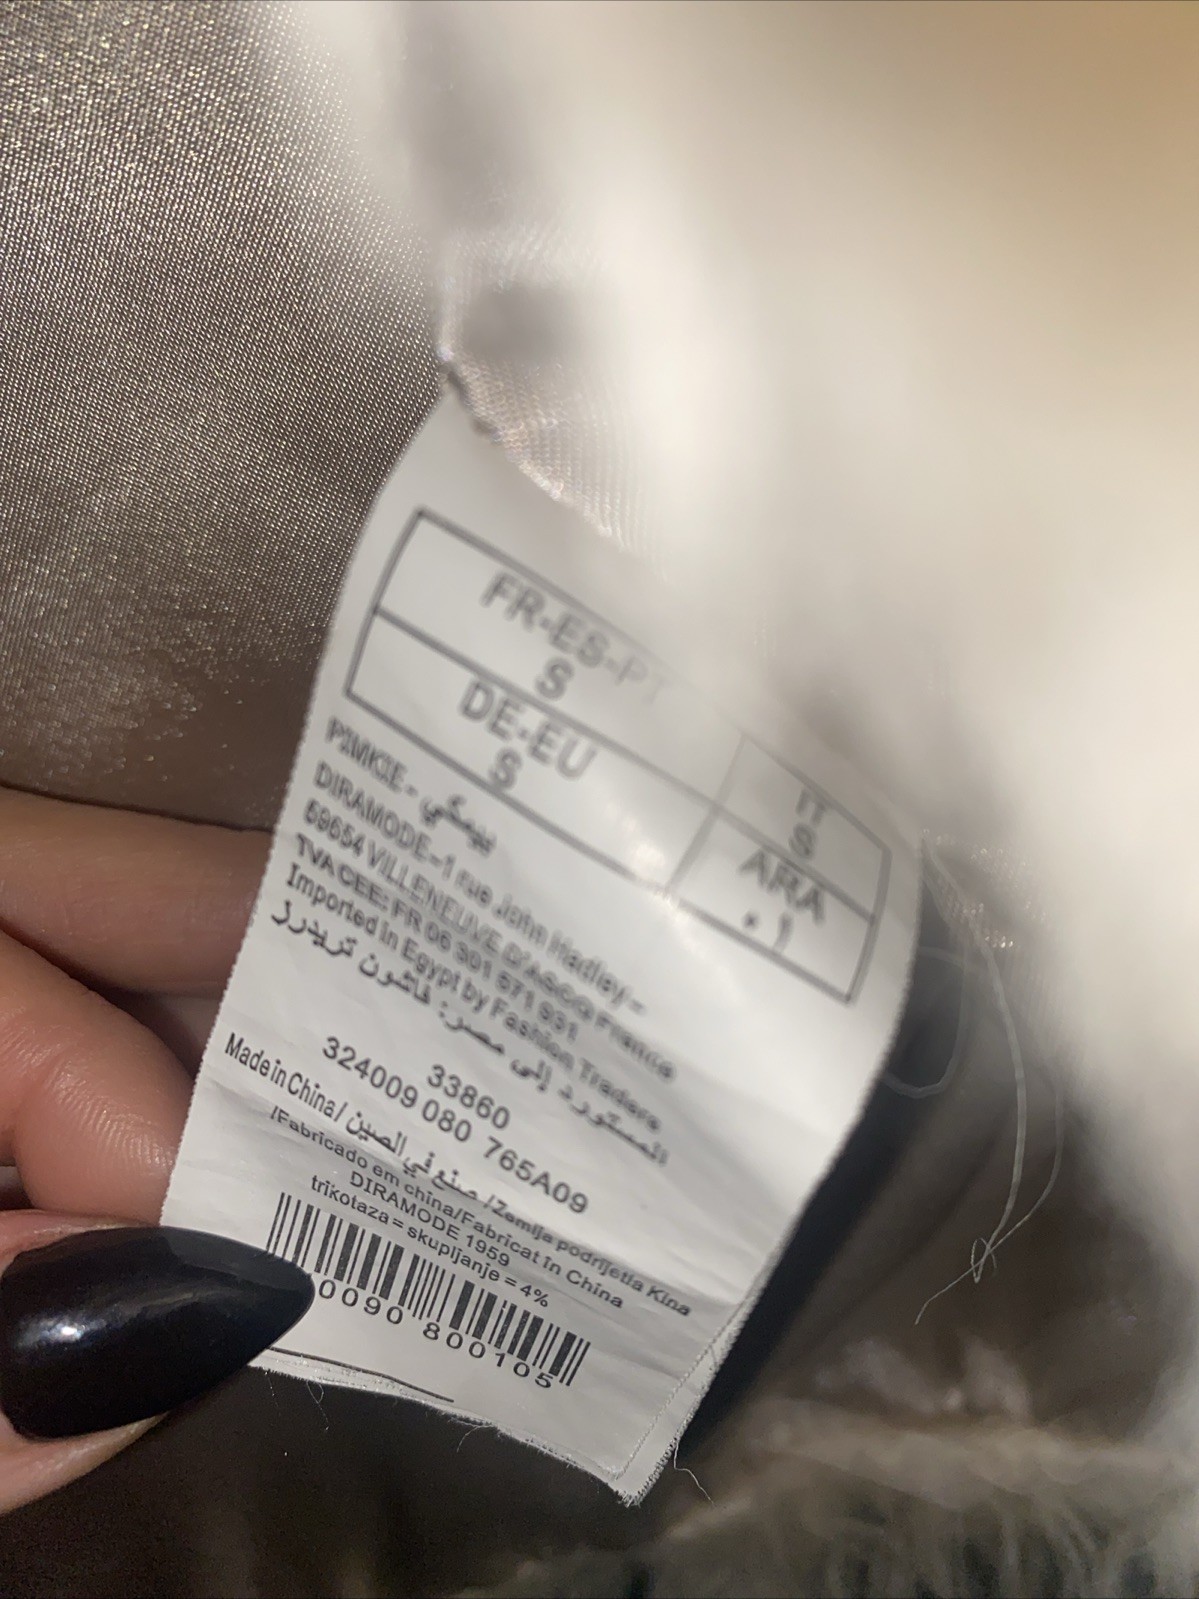 FR-ES-PT
S
IT
S
DE-EU
S
ARA
PIMKIE - بيمكي
DIRAMODE-1 rue John Hadley -
59654 VILLENEUVE D'ASCQ France
TVA CEE: FR 06 301 671 931
Imported in Egypt by Fashion Traders
المستورد إلى مصر: فاشون تريدرز
33860
324009 080 765A09
Made in China / صنع في الصين / Zemlja podrijetla Kina
/Fabricado em china/Fabricat in China
DIRAMODE 1959
trikotaza = skupljanje = 4%
0090 800105